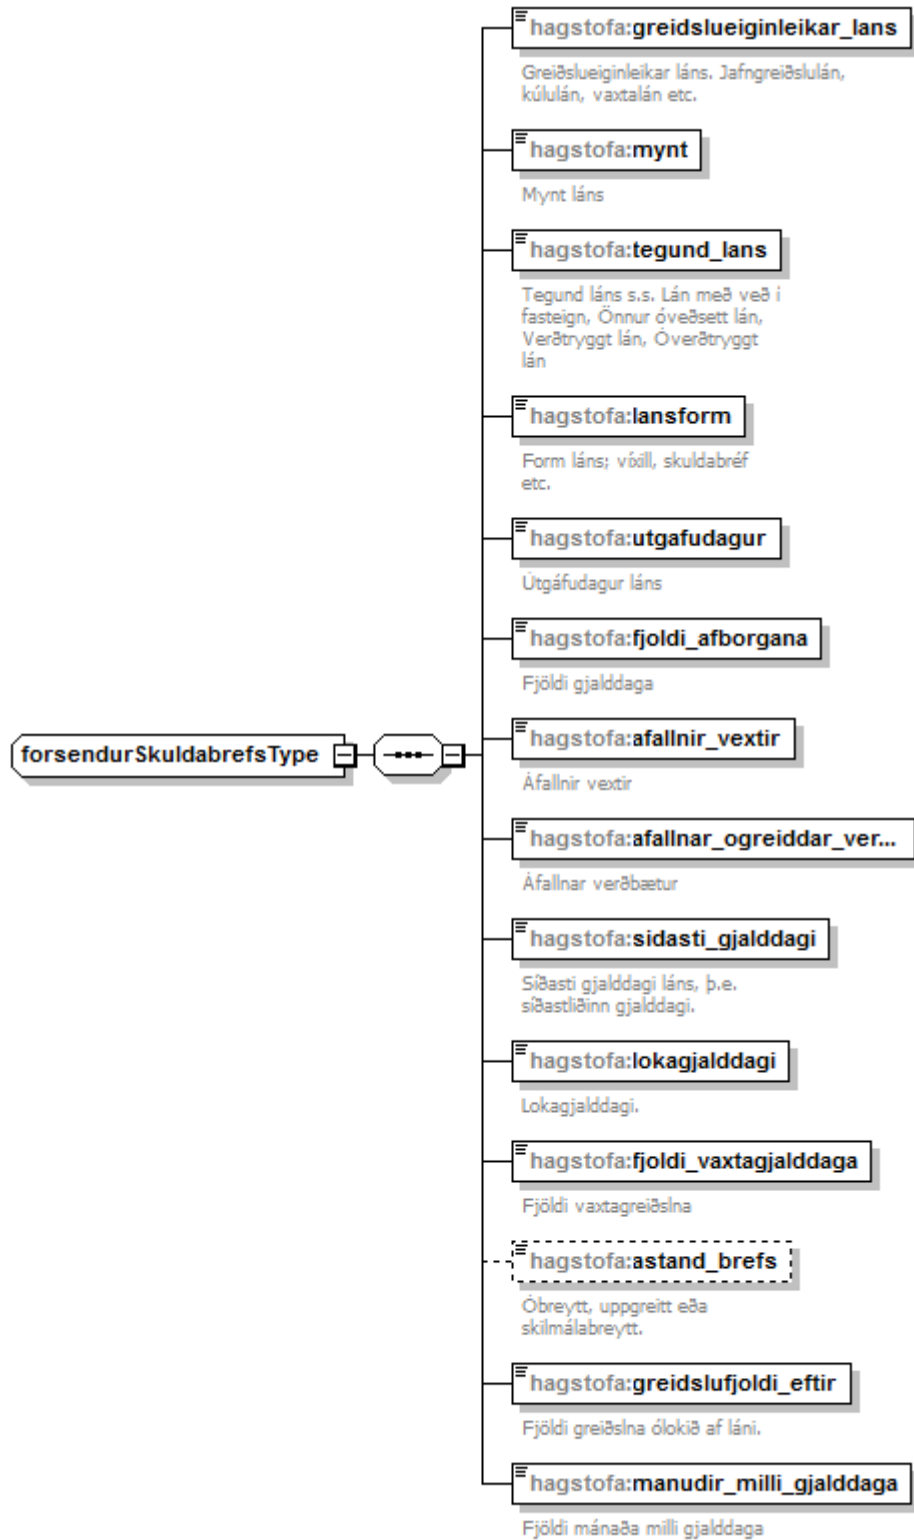 hagstofa:greidslueiginleikar_lans
Greiðslueiginleikar láns. Jafngreiðslulán,
kúlulán, vaxtalán etc.
hagstofa:mynt
Mynt láns
hagstofa:tegund_lans
Tegund láns s.s. Lán með veð í
fasteign, Önnur óveðsett lán,
Verðtryggt lán, Óverðtryggt
lán
hagstofa:lansform
Form láns; víxill, skuldabréf
etc.
hagstofa:utgafudagur
Útgáfudagur láns
hagstofa:fjoldi_afborgana
Fjöldi gjalddaga
forsendurSkuldabrefsType
hagstofa:afallnir_vextir
Áfallnir vextir
hagstofa:afallnar_ogreiddar_ver...
Áfallnar verðbætur
hagstofa:sidasti_gjalddagi
Síðasti gjalddagi láns, þ.e.
síðastliðinn gjalddagi.
hagstofa:lokagjalddagi
Lokagjalddagi.
hagstofa:fjoldi_vaxtagjalddaga
Fjöldi vaxtagreiðslna
hagstofa:astand_brefs
Óbreytt, uppgreitt eða
skilmálabreytt.
hagstofa:greidslufjoldi_eftir
Fjöldi greiðslna ólokið af láni.
hagstofa:manudir_milli_gjalddaga
Fjöldi mánaða milli gjalddaga